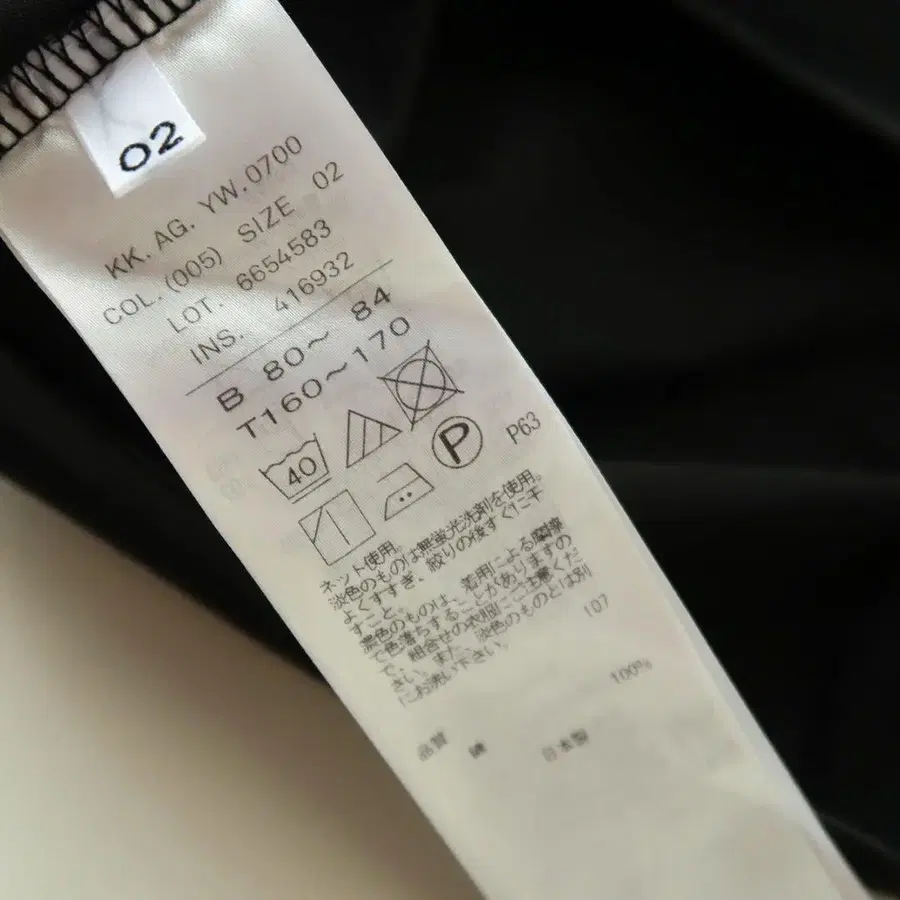 02
KK. AG. YW. 0700
COL. (005) SIZE 02
LOT. 6654583
INS. 416932
B 80～ 84
T160～170
40
P P63
ネット使用。
淡色のものは無蛍光洗剤を使用。
よくすすぎ、絞りの後すぐに干
すこと。
濃色のものは、着用による摩擦
で色落ちすることがありますの
で、組合せの衣服にご注意くだ
さい。また、淡色のものとは別
にお洗い下さい。
(07
100%
品質 綿 日本製